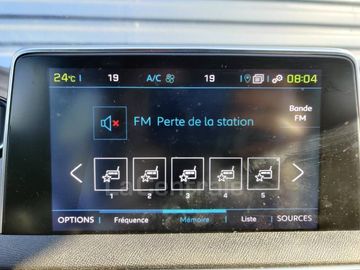 24°C 19 A/C 19 08:04
Bande
FM Perte de la station
FM
1 2 3 4 5
OPTIONS Fréquence Mémoire Liste SOURCES